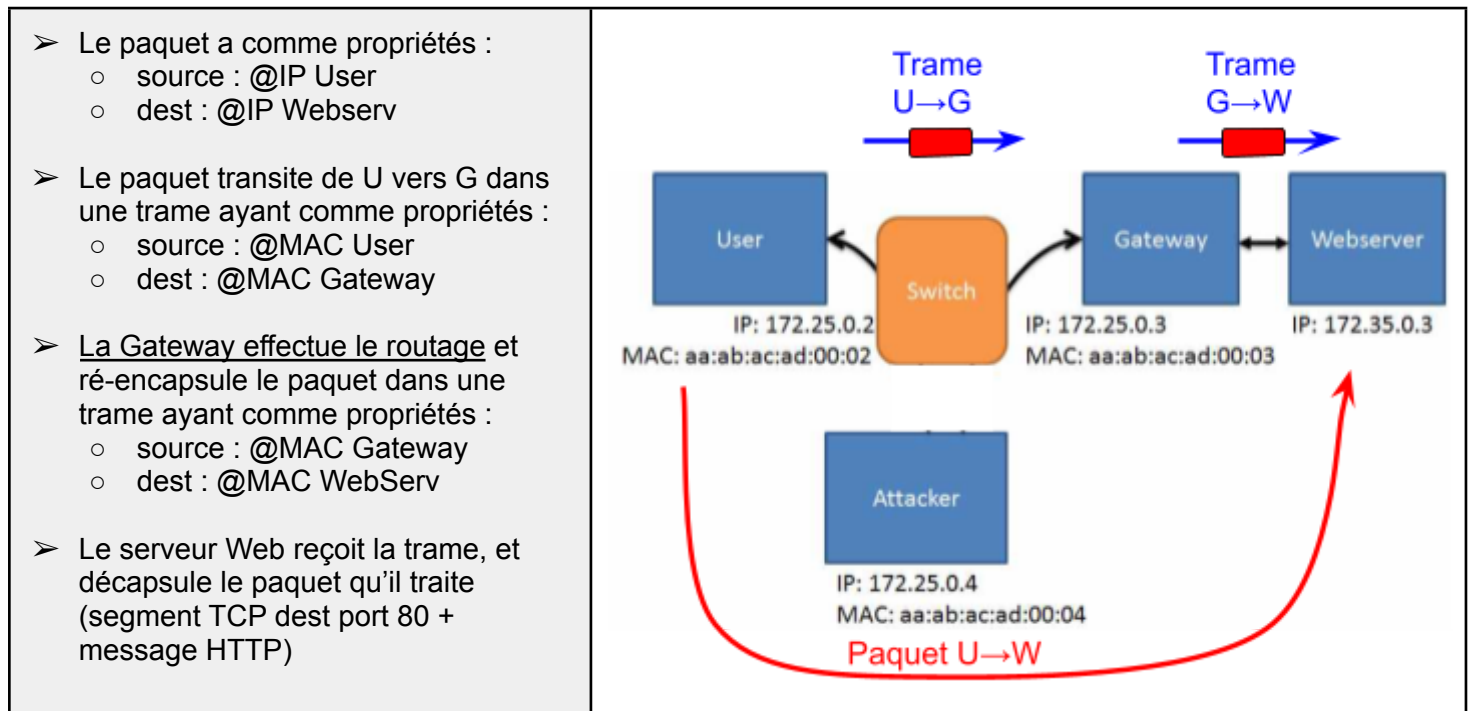 ➢ Le paquet a comme propriétés :
○ source : @IP User
○ dest : @IP Webserv
➢ Le paquet transite de U vers G dans
une trame ayant comme propriétés :
○ source : @MAC User
○ dest : @MAC Gateway
➢ La Gateway effectue le routage et
ré-encapsule le paquet dans une
trame ayant comme propriétés :
○ source : @MAC Gateway
○ dest : @MAC WebServ
➢ Le serveur Web reçoit la trame, et
décapsule le paquet qu’il traite
(segment TCP dest port 80 +
message HTTP)
Trame
U→G
Trame
G→W
User
Switch
Gateway
Webserver
IP: 172.25.0.2
MAC: aa:ab:ac:ad:00:02
IP: 172.25.0.3
MAC: aa:ab:ac:ad:00:03
IP: 172.35.0.3
Attacker
IP: 172.25.0.4
MAC: aa:ab:ac:ad:00:04
Paquet U→W